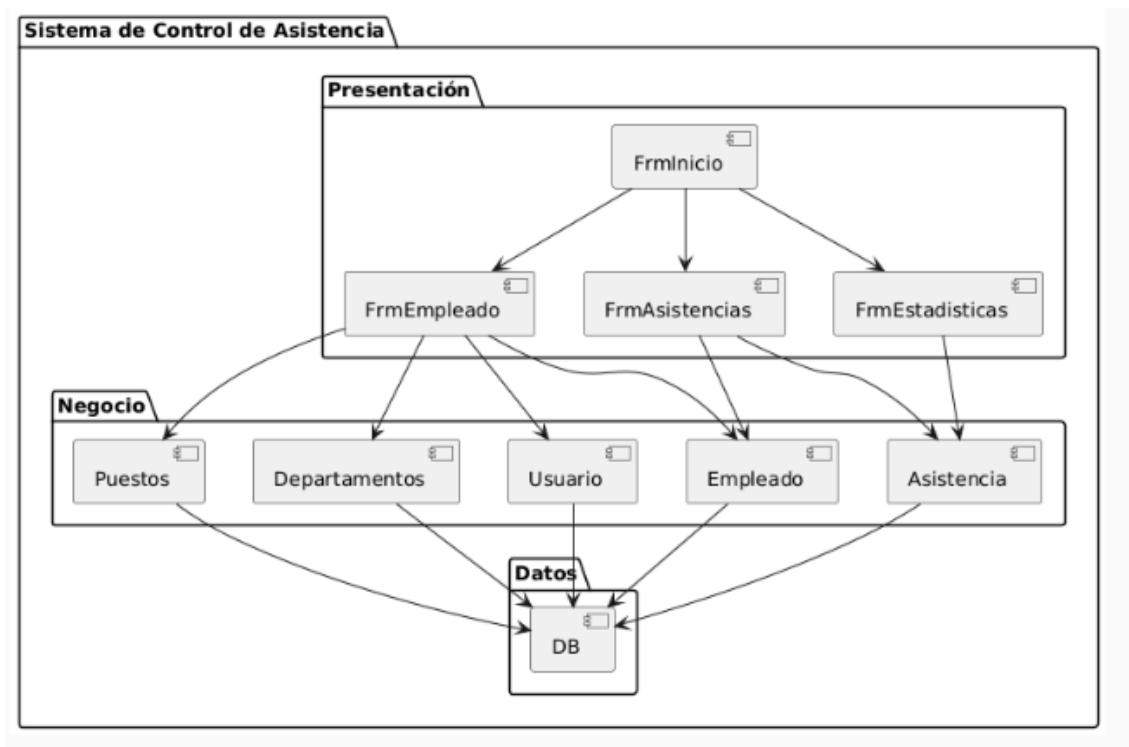 Sistema de Control de Asistencia
Presentación
FrmInicio
FrmEmpleado
FrmAsistencias
FrmEstadisticas
Negocio
Puestos
Departamentos
Usuario
Empleado
Asistencia
Datos
DB